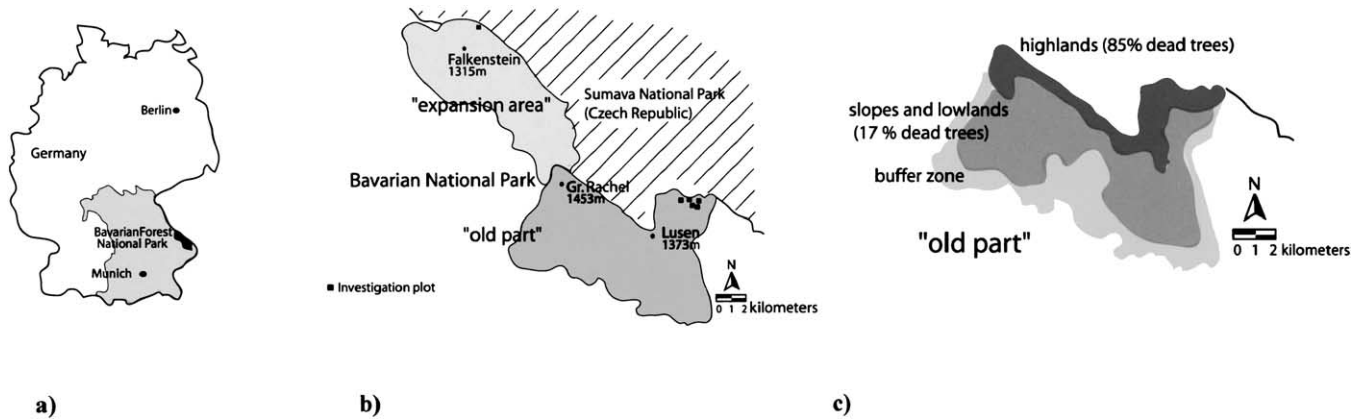 Berlin
Germany
BavarianForest
National Park
Munich
a)
Falkenstein
1315m
"expansion area"
Sumava National Park
(Czech Republic)
Bavarian National Park
Gr. Rachel
1453m
"old part"
Lusen
1373m
Investigation plot
N
0 1 2 kilometers
b)
highlands (85% dead trees)
slopes and lowlands
(17 % dead trees)
buffer zone
"old part"
N
0 1 2 kilometers
c)